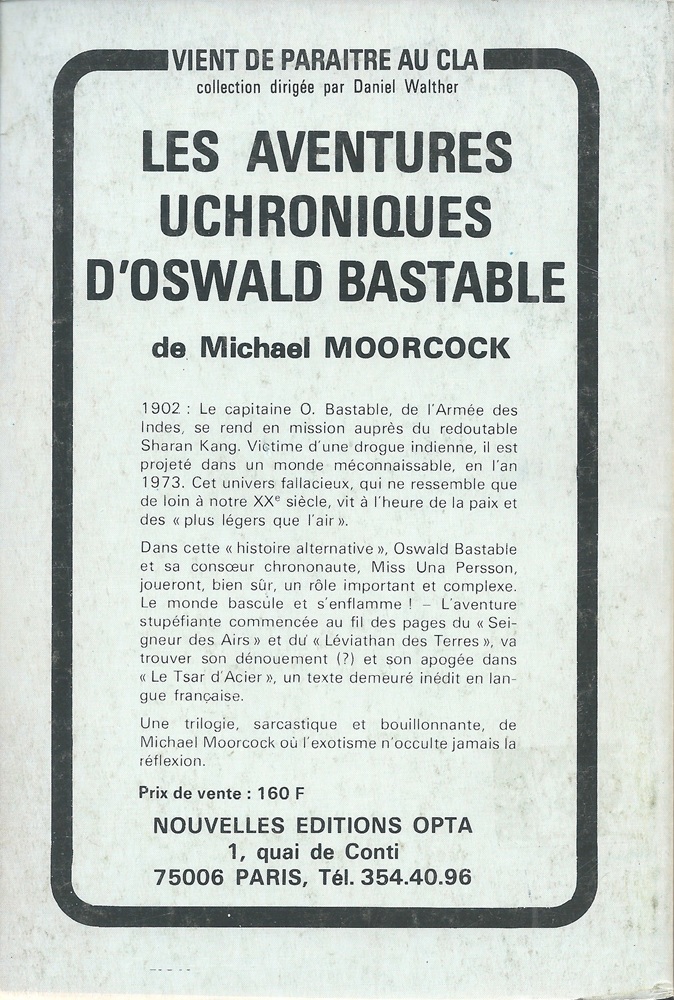 VIENT DE PARAITRE AU CLA
collection dirigée par Daniel Walther
LES AVENTURES
UCHRONIQUES
D'OSWALD BASTABLE
de Michael MOORCOCK
1902 : Le capitaine O. Bastable, de l'Armée des
Indes, se rend en mission auprès du redoutable
Sharan Kang. Victime d'une drogue indienne, il est
projeté dans un monde méconnaissable, en l'an
1973. Cet univers fallacieux, qui ne ressemble que
de loin à notre XXe siècle, vit à l'heure de la paix et
des « plus légers que l'air ».
Dans cette « histoire alternative », Oswald Bastable
et sa consœur chrononaute, Miss Una Persson,
joueront, bien sûr, un rôle important et complexe.
Le monde bascule et s'enflamme ! – L'aventure
stupéfiante commencée au fil des pages du « Sei-
gneur des Airs » et du « Léviathan des Terres », va
trouver son dénouement (?) et son apogée dans
« Le Tsar d'Acier », un texte demeuré inédit en lan-
gue française.
Une trilogie, sarcastique et bouillonnante, de
Michael Moorcock où l'exotisme n'occulte jamais la
réflexion.
Prix de vente : 160 F
NOUVELLES EDITIONS OPTA
1, quai de Conti
75006 PARIS, Tél. 354.40.96